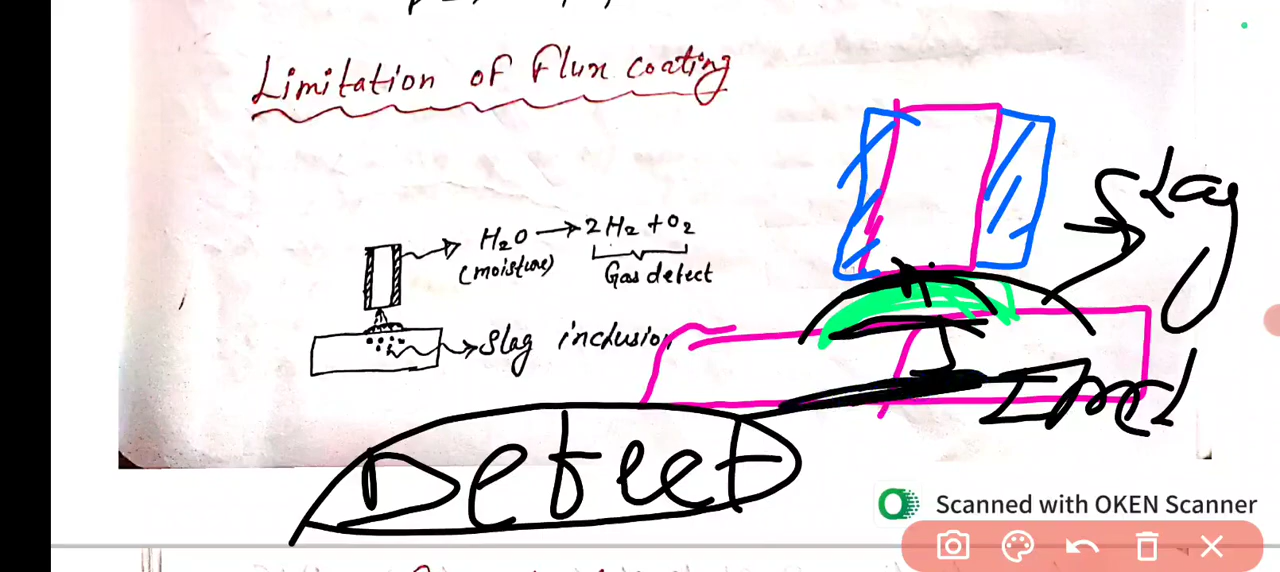 Limitation of Flux coating
H₂O → 2H₂ + O₂
(moisture) Gas defect
→ Slag inclusion
Slag
Defect
Scanned with OKEN Scanner